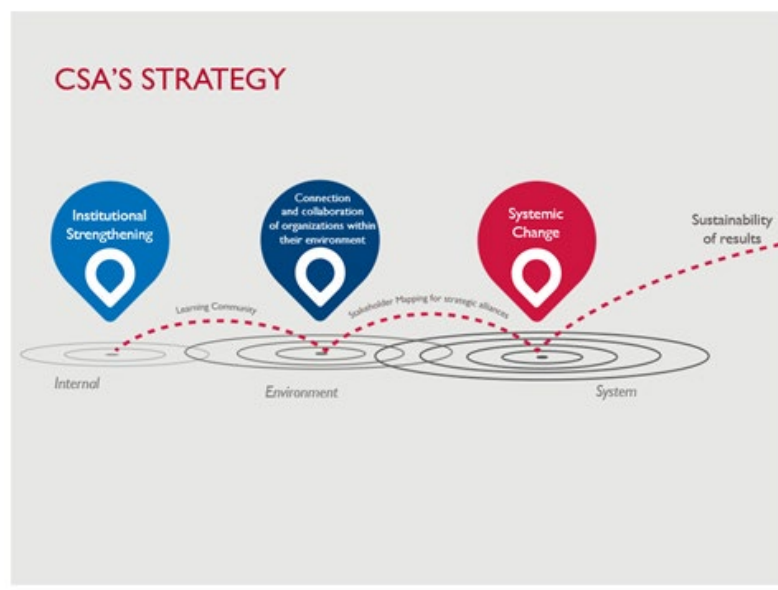 CSA'S STRATEGY
Institutional
Strengthening
Connection
and collaboration
of organizations within
their environment
Systemic
Change
Sustainability
of results
Learning Community
Stakeholder Mapping for strategic alliances
Internal
Environment
System